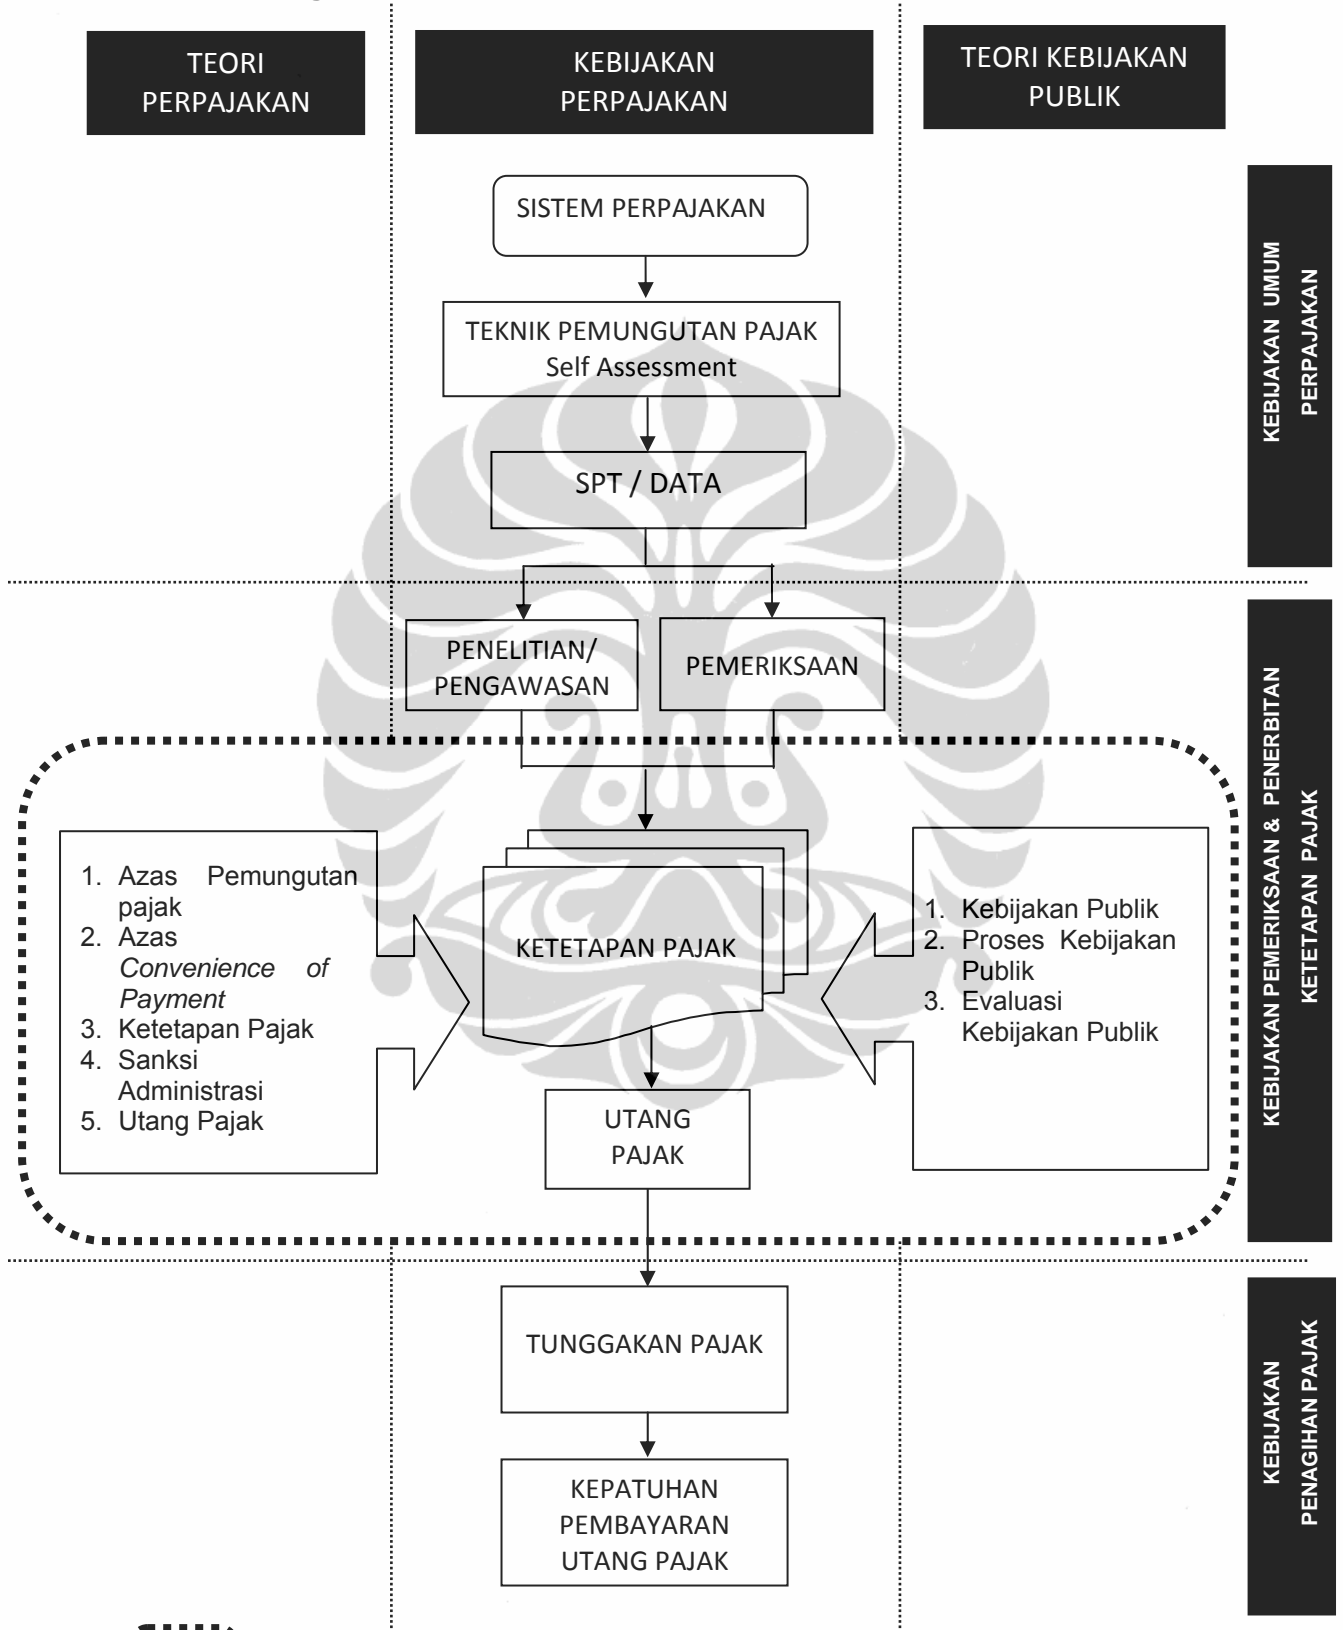 TEORI
PERPAJAKAN
KEBIJAKAN
PERPAJAKAN
TEORI KEBIJAKAN
PUBLIK
SISTEM PERPAJAKAN
TEKNIK PEMUNGUTAN PAJAK
Self Assessment
SPT / DATA
KEBIJAKAN UMUM
PERPAJAKAN
PENELITIAN/
PENGAWASAN
PEMERIKSAAN
1. Azas Pemungutan
pajak
2. Azas
Convenience of
Payment
3. Ketetapan Pajak
4. Sanksi
Administrasi
5. Utang Pajak
KETETAPAN PAJAK
1. Kebijakan Publik
2. Proses Kebijakan
Publik
3. Evaluasi
Kebijakan Publik
UTANG
PAJAK
KEBIJAKAN PEMERIKSAAN & PENERBITAN
KETETAPAN PAJAK
TUNGGAKAN PAJAK
KEPATUHAN
PEMBAYARAN
UTANG PAJAK
KEBIJAKAN
PENAGIHAN PAJAK